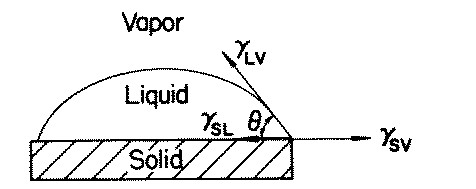 Vapor
γLV
Liquid
γSL θ
γSV
Solid